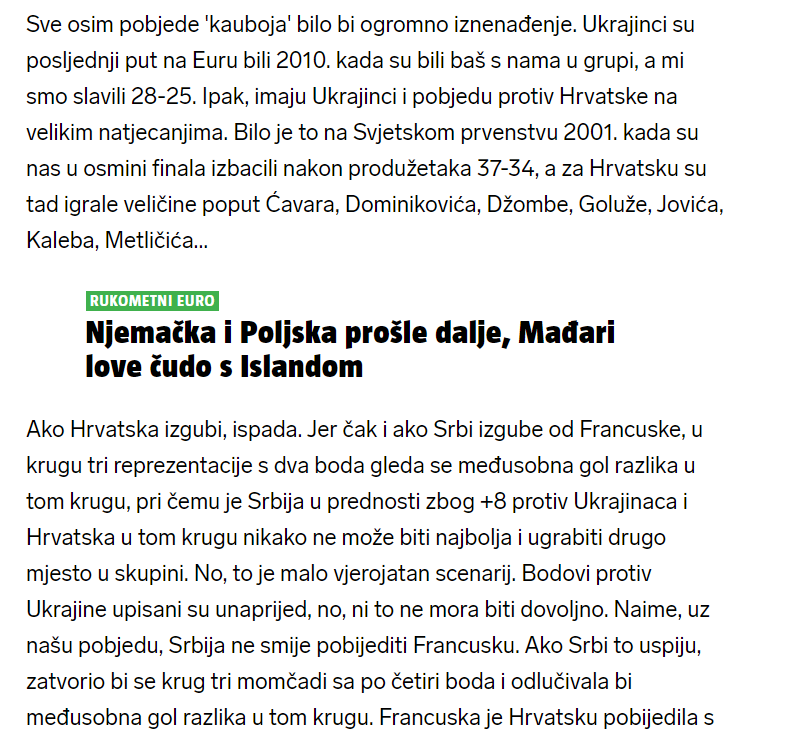 Sve osim pobjede 'kauboja' bilo bi ogromno iznenađenje. Ukrajinci su
posljednji put na Euru bili 2010. kada su bili baš s nama u grupi, a mi
smo slavili 28-25. Ipak, imaju Ukrajinci i pobjedu protiv Hrvatske na
velikim natjecanjima. Bilo je to na Svjetskom prvenstvu 2001. kada su
nas u osmini finala izbacili nakon produžetaka 37-34, a za Hrvatsku su
tad igrale veličine poput Ćavara, Dominikovića, Džombe, Goluže, Jovića,
Kaleba, Metličića...
RUKOMETNI EURO
Njemačka i Poljska prošle dalje, Mađari
love čudo s Islandom
Ako Hrvatska izgubi, ispada. Jer čak i ako Srbi izgube od Francuske, u
krugu tri reprezentacije s dva boda gleda se međusobna gol razlika u
tom krugu, pri čemu je Srbija u prednosti zbog +8 protiv Ukrajinaca i
Hrvatska u tom krugu nikako ne može biti najbolja i ugrabiti drugo
mjesto u skupini. No, to je malo vjerojatan scenarij. Bodovi protiv
Ukrajine upisani su unaprijed, no, ni to ne mora biti dovoljno. Naime, uz
našu pobjedu, Srbija ne smije pobijediti Francusku. Ako Srbi to uspiju,
zatvorio bi se krug tri momčadi sa po četiri boda i odlučivala bi
međusobna gol razlika u tom krugu. Francuska je Hrvatsku pobijedila s